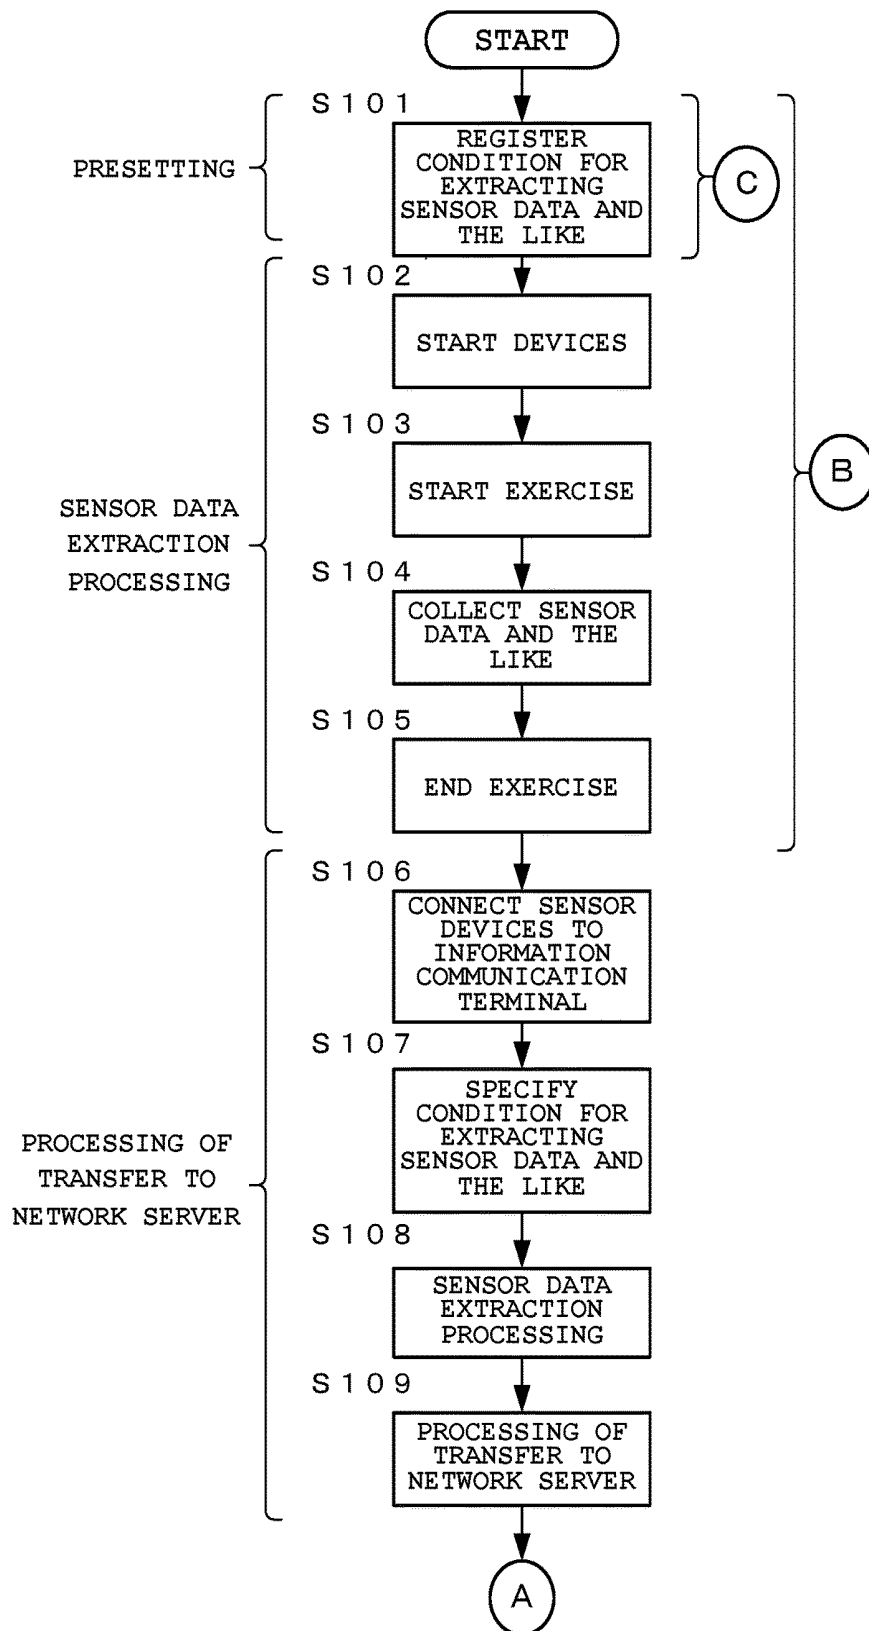 START
S101
PRESETTING
REGISTER
CONDITION FOR
EXTRACTING
SENSOR DATA AND
THE LIKE
C
S102
START DEVICES
S103
START EXERCISE
B
SENSOR DATA
EXTRACTION
PROCESSING
S104
COLLECT SENSOR
DATA AND THE
LIKE
S105
END EXERCISE
S106
CONNECT SENSOR
DEVICES TO
INFORMATION
COMMUNICATION
TERMINAL
S107
SPECIFY
CONDITION FOR
EXTRACTING
SENSOR DATA AND
THE LIKE
PROCESSING OF
TRANSFER TO
NETWORK SERVER
S108
SENSOR DATA
EXTRACTION
PROCESSING
S109
PROCESSING OF
TRANSFER TO
NETWORK SERVER
A